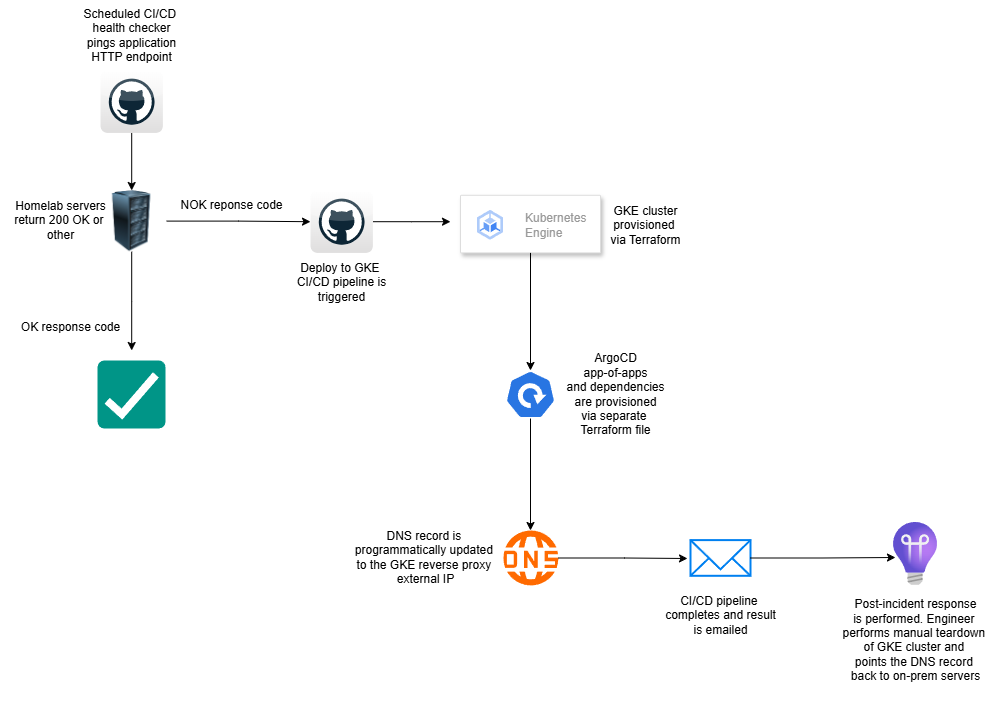 Scheduled CI/CD
health checker
pings application
HTTP endpoint
Homelab servers
return 200 OK or
other
NOK reponse code
Deploy to GKE
CI/CD pipeline is
triggered
Kubernetes
Engine
GKE cluster
provisioned
via Terraform
OK response code
ArgoCD
app-of-apps
and dependencies
are provisioned
via separate
Terraform file
DNS record is
programmatically updated
to the GKE reverse proxy
external IP
DNS
CI/CD pipeline
completes and result
is emailed
Post-incident response
is performed. Engineer
performs manual teardown
of GKE cluster and
points the DNS record
back to on-prem servers